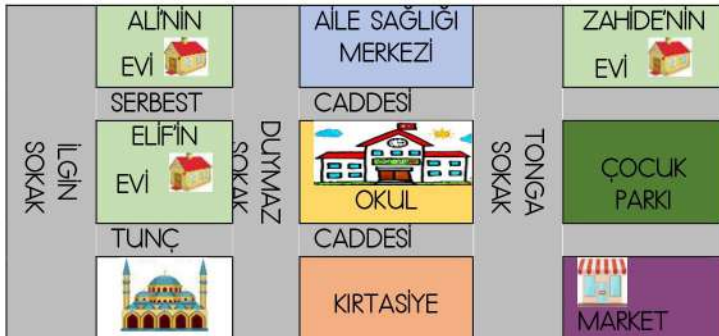 ALİ'NİN
EVİ
AİLE SAĞLIĞI
MERKEZİ
ZAHİDE'NİN
EVİ
SERBEST CADDESİ
İLGİN
SOKAK
ELİF'İN
EVİ
DUYMAZ
SOKAK
OKUL
TONGA
SOKAK
ÇOCUK
PARKI
TUNÇ CADDESİ
KIRTASİYE
MARKET